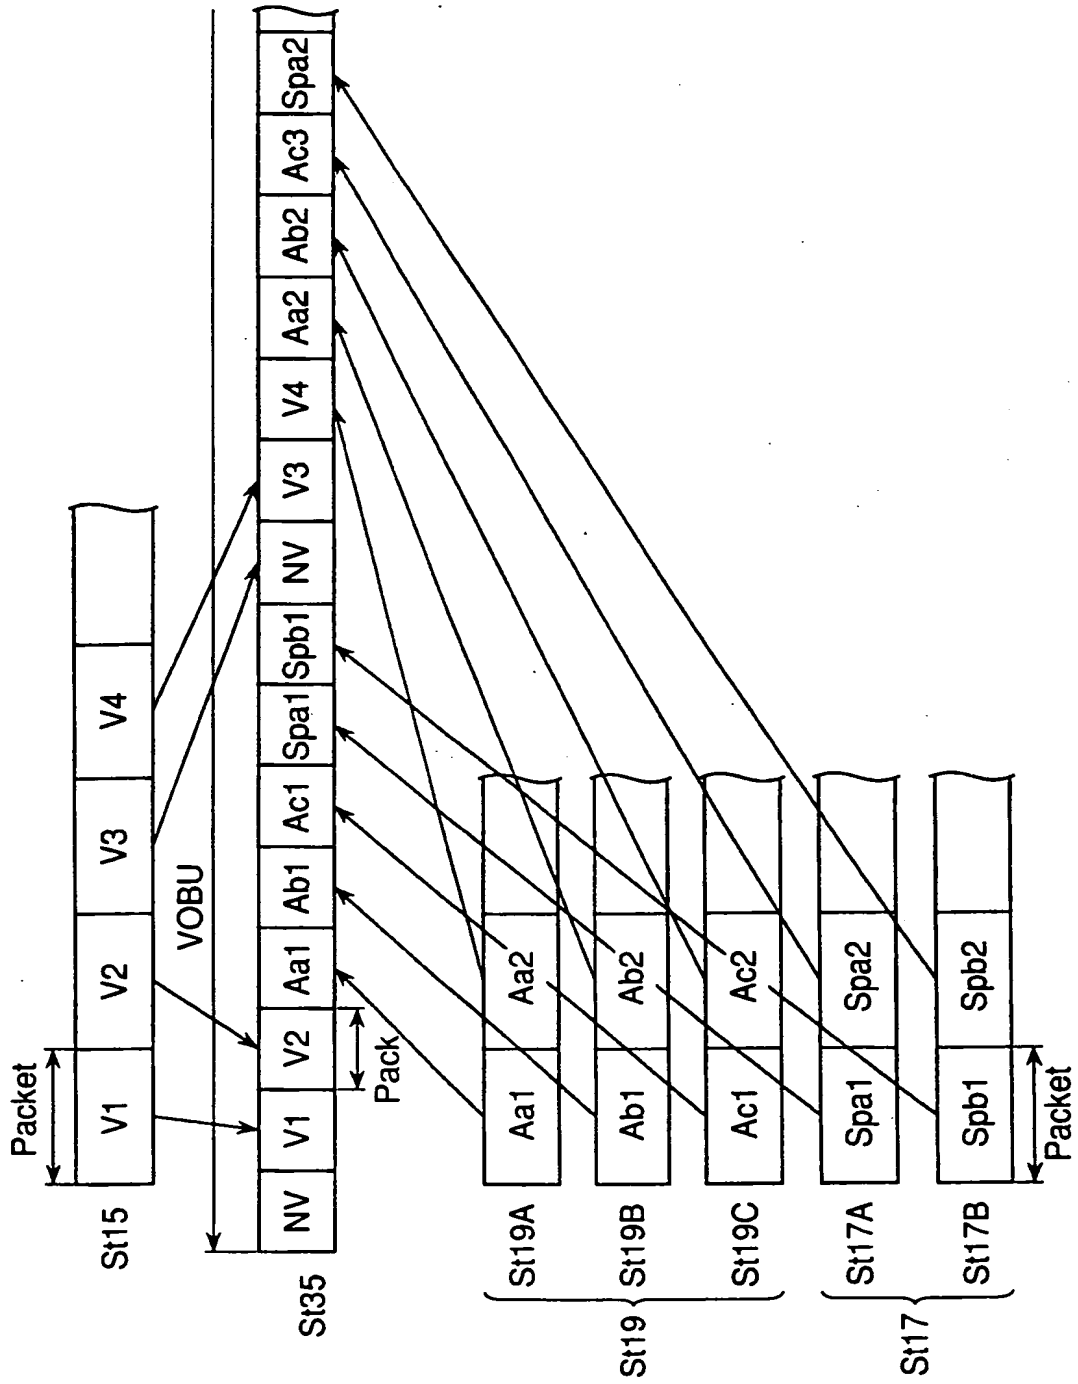 Packet
St15 V1 V2 V3 V4
VOBU
St35 NV V1 V2 Aa1 Ab1 Ac1 Spa1 Spb1 NV V3 V4 Aa2 Ab2 Ac3 Spa2
Pack
St19
St19A Aa1 Aa2
St19B Ab1 Ab2
St19C Ac1 Ac2
St17
St17A Spa1 Spa2
St17B Spb1 Spb2
Packet